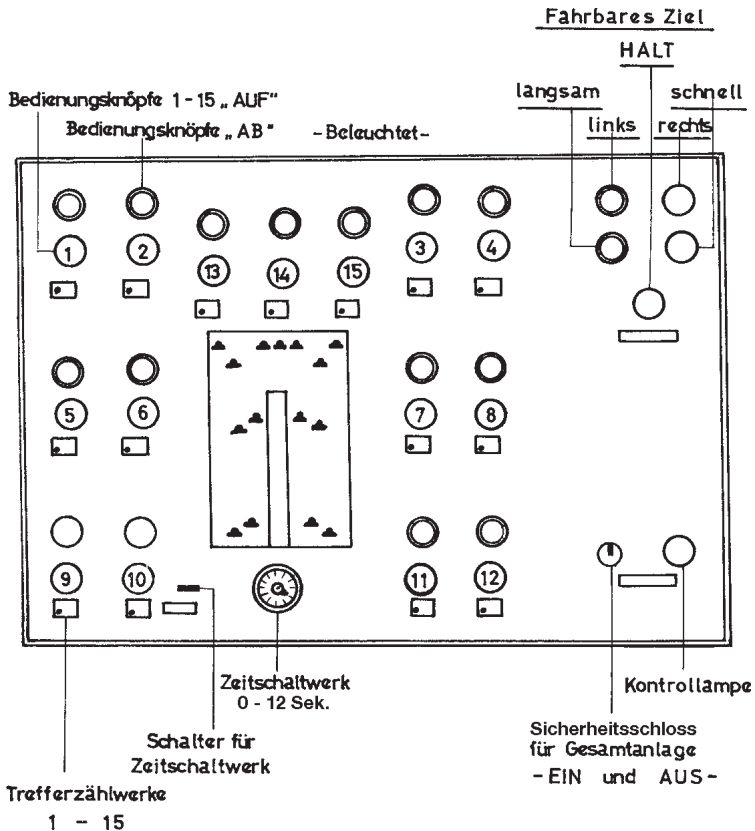 Fahrbares Ziel
HALT
langsam
schnell
links
rechts
Bedienungsknöpfe 1-15 „AUF"
Bedienungsknöpfe „AB" -Beleuchtet-
1
2
13
14
15
3
4
5
6
7
8
9
10
11
12
Zeitschaltwerk
0 - 12 Sek.
Schalter für
Zeitschaltwerk
Trefferzählwerke
1 - 15
Kontrollampe
Sicherheitsschloss
für Gesamtanlage
-EIN und AUS-